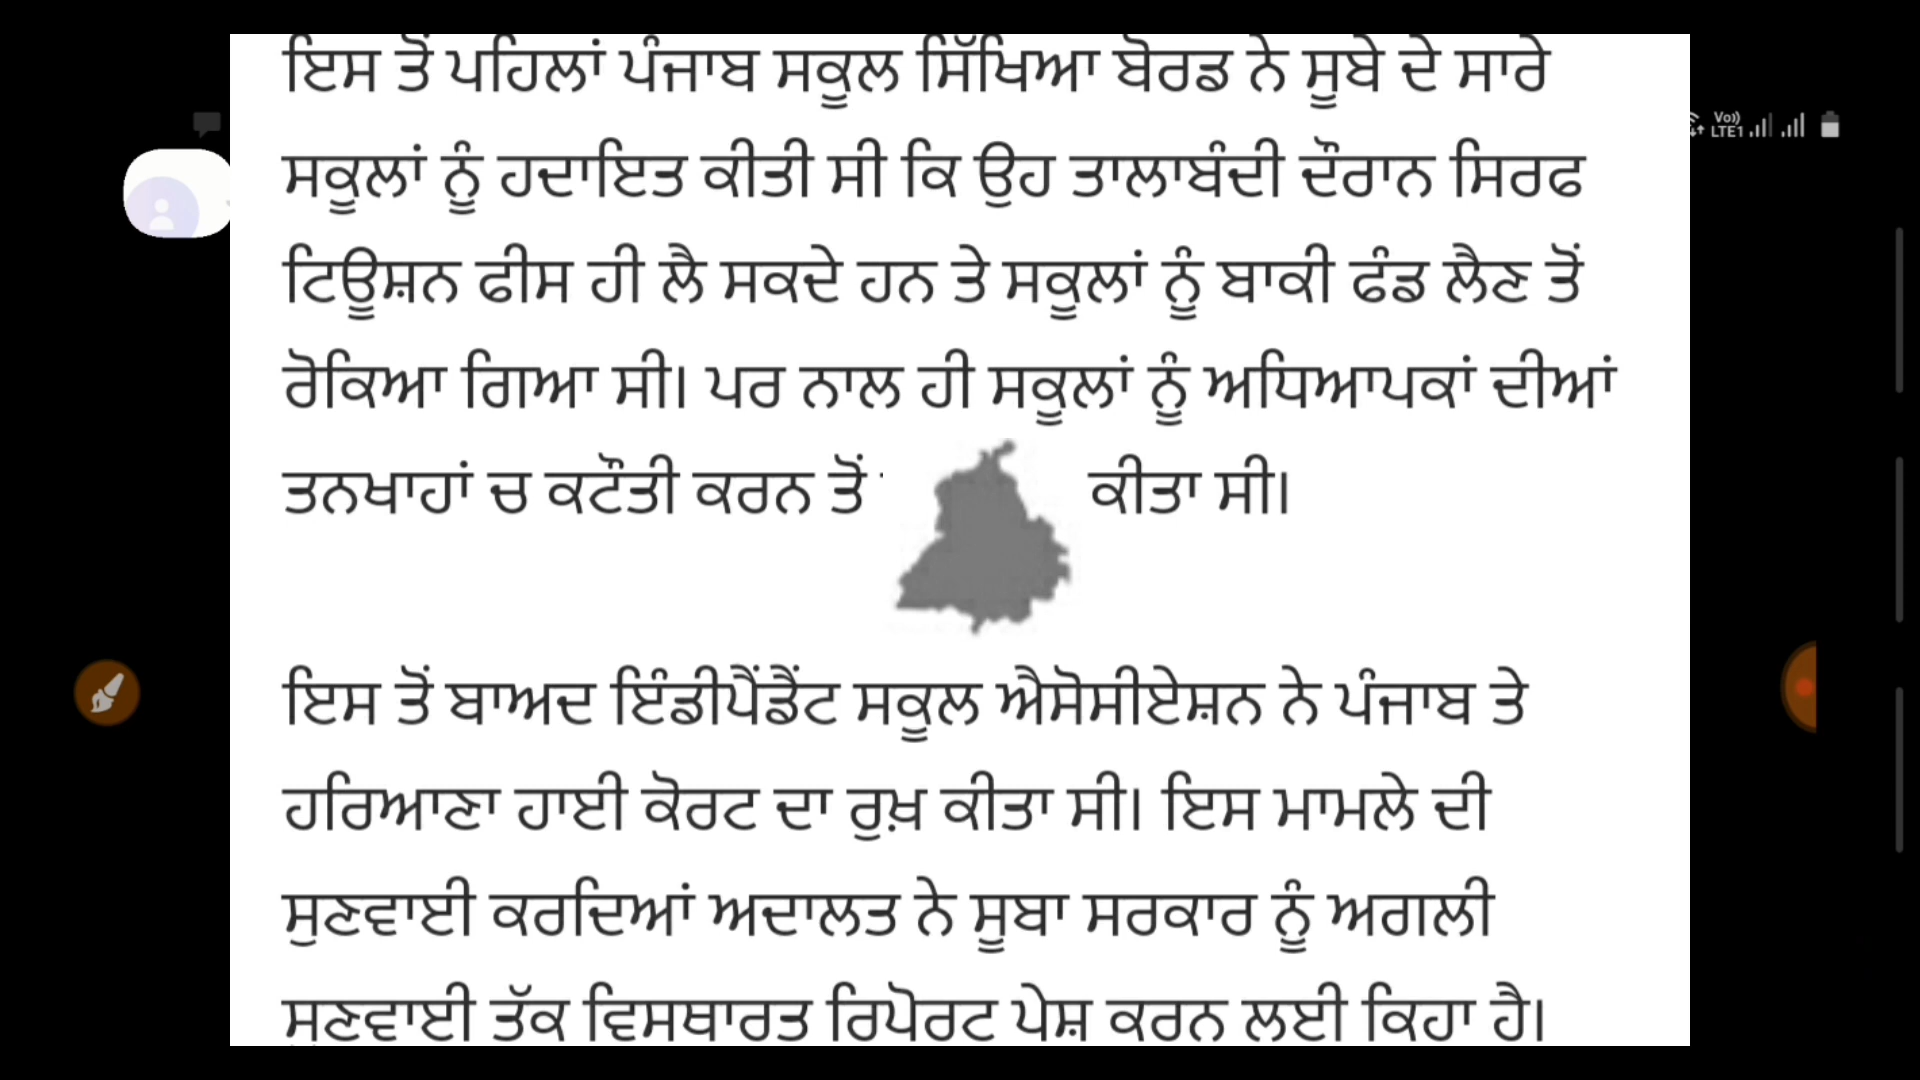 ਇਸ ਤੋਂ ਪਹਿਲਾਂ ਪੰਜਾਬ ਸਕੂਲ ਸਿੱਖਿਆ ਬੋਰਡ ਨੇ ਸੂਬੇ ਦੇ ਸਾਰੇ
ਸਕੂਲਾਂ ਨੂੰ ਹਦਾਇਤ ਕੀਤੀ ਸੀ ਕਿ ਉਹ ਤਾਲਾਬੰਦੀ ਦੌਰਾਨ ਸਿਰਫ
ਟਿਊਸ਼ਨ ਫੀਸ ਹੀ ਲੈ ਸਕਦੇ ਹਨ ਤੇ ਸਕੂਲਾਂ ਨੂੰ ਬਾਕੀ ਫੰਡ ਲੈਣ ਤੋਂ
ਰੋਕਿਆ ਗਿਆ ਸੀ। ਪਰ ਨਾਲ ਹੀ ਸਕੂਲਾਂ ਨੂੰ ਅਧਿਆਪਕਾਂ ਦੀਆਂ
ਤਨਖਾਹਾਂ ਚ ਕਟੌਤੀ ਕਰਨ ਤੋਂ ਕੀਤਾ ਸੀ।
ਇਸ ਤੋਂ ਬਾਅਦ ਇੰਡੀਪੈਂਡੈਂਟ ਸਕੂਲ ਐਸੋਸੀਏਸ਼ਨ ਨੇ ਪੰਜਾਬ ਤੇ
ਹਰਿਆਣਾ ਹਾਈ ਕੋਰਟ ਦਾ ਰੁਖ਼ ਕੀਤਾ ਸੀ। ਇਸ ਮਾਮਲੇ ਦੀ
ਸੁਣਵਾਈ ਕਰਦਿਆਂ ਅਦਾਲਤ ਨੇ ਸੂਬਾ ਸਰਕਾਰ ਨੂੰ ਅਗਲੀ
ਸੁਣਵਾਈ ਤੱਕ ਵਿਸਥਾਰਤ ਰਿਪੋਰਟ ਪੇਸ਼ ਕਰਨ ਲਈ ਕਿਹਾ ਹੈ।
Vo)) LTE1